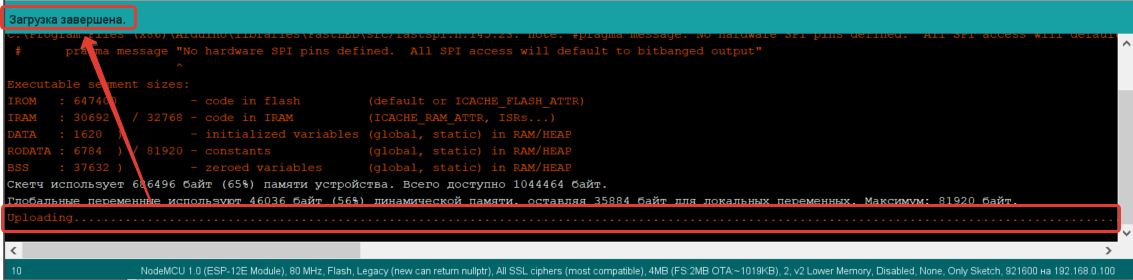 Загрузка завершена.
C:\Program Files (x86)\Arduino\libraries\FastLED\src/fastspi.h:145:23: note: #pragma message: No hardware SPI pins defined.  All SPI access will default
 #      pragma message "No hardware SPI pins defined.  All SPI access will default to bitbanged output"
                        ^
Executable segment sizes:
IROM   : 647400          - code in flash         (default or ICACHE_FLASH_ATTR)
IRAM   : 30692   / 32768 - code in IRAM          (ICACHE_RAM_ATTR, ISRs...)
DATA   : 1620  )         - initialized variables (global, static) in RAM/HEAP
RODATA : 6784  ) / 81920 - constants             (global, static) in RAM/HEAP
BSS    : 37632 )         - zeroed variables      (global, static) in RAM/HEAP
Скетч использует 686496 байт (65%) памяти устройства. Всего доступно 1044464 байт.
Глобальные переменные используют 46036 байт (56%) динамической памяти, оставляя 35884 байт для локальных переменных. Максимум: 81920 байт.
Uploading....................................................................................................................................
10 NodeMCU 1.0 (ESP-12E Module), 80 MHz, Flash, Legacy (new can return nullptr), All SSL ciphers (most compatible), 4MB (FS:2MB OTA:~1019KB), 2, v2 Lower Memory, Disabled, None, Only Sketch, 921600 на 192.168.0.100